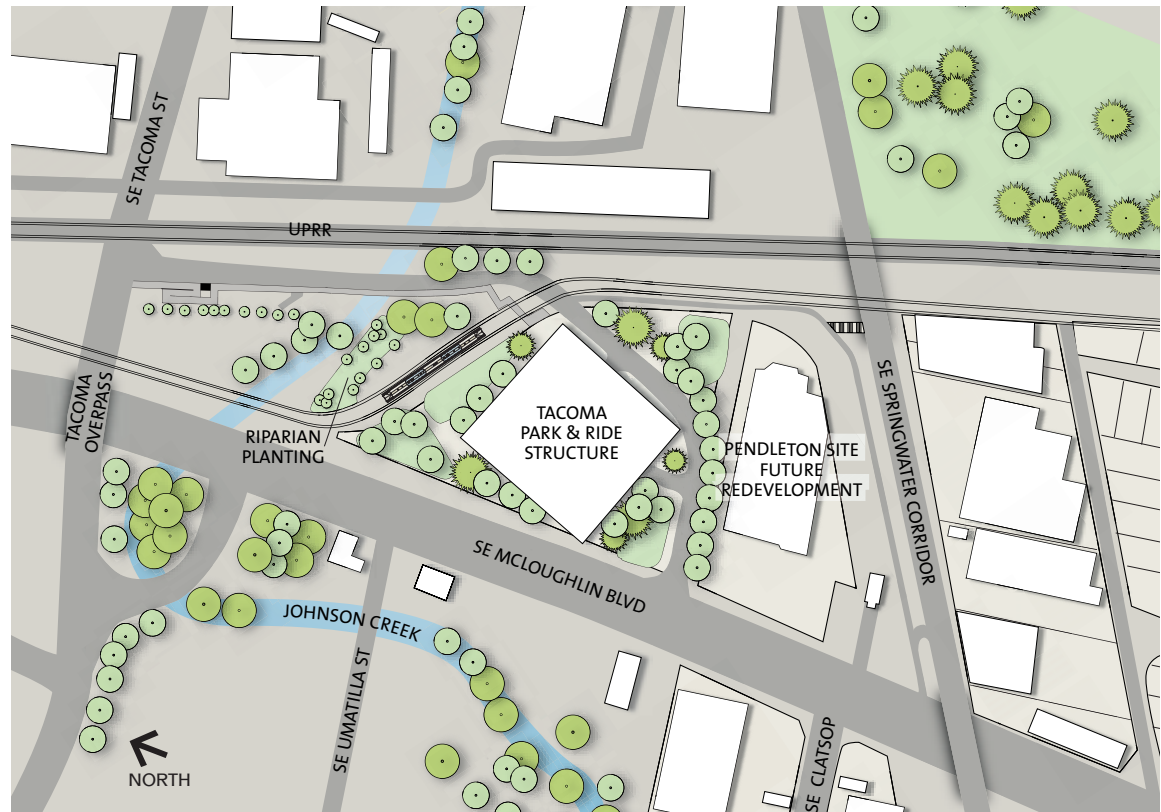 SE TACOMA ST
UPRR
TACOMA
OVERPASS
RIPARIAN
PLANTING
TACOMA
PARK & RIDE
STRUCTURE
PENDLETON SITE
FUTURE
REDEVELOPMENT
SE SPRINGWATER CORRIDOR
SE MCLOUGHLIN BLVD
JOHNSON CREEK
SE UMATILLA ST
SE CLATSOP
NORTH